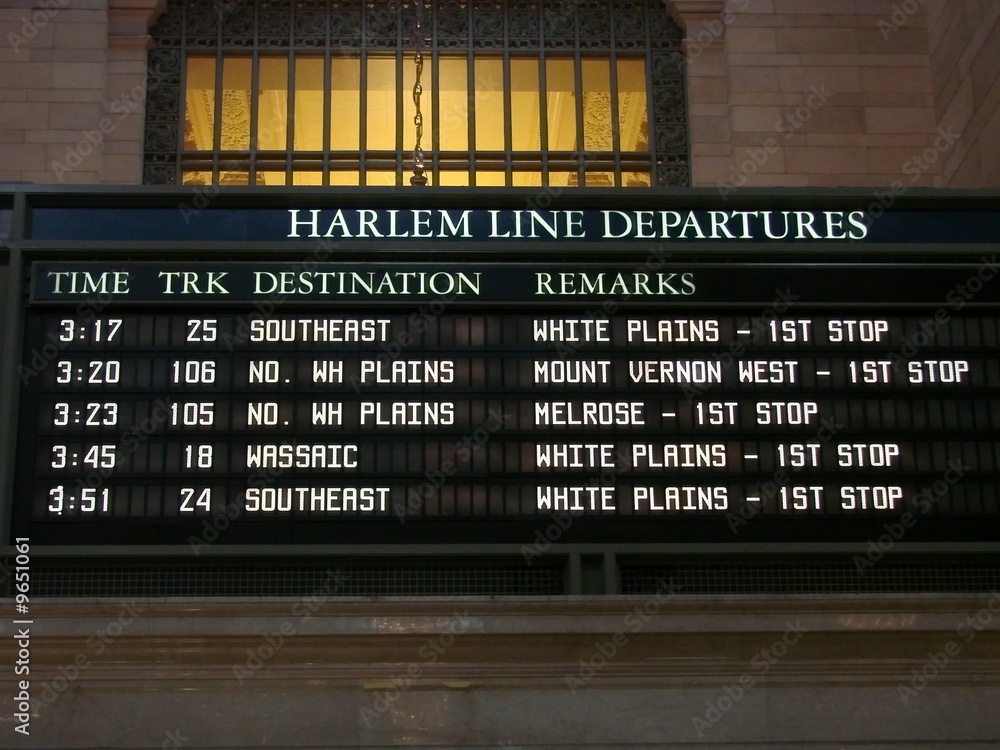 HARLEM LINE DEPARTURES
TIME TRK DESTINATION REMARKS
3:17 25 SOUTHEAST WHITE PLAINS - 1ST STOP
3:20 106 NO. WH PLAINS MOUNT VERNON WEST - 1ST STOP
3:23 105 NO. WH PLAINS MELROSE - 1ST STOP
3:45 18 WASSAIC WHITE PLAINS - 1ST STOP
3:51 24 SOUTHEAST WHITE PLAINS - 1ST STOP
Adobe Stock | #9651061